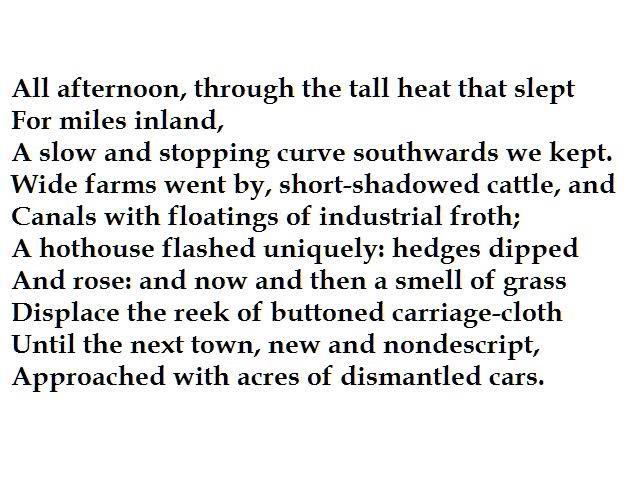 All afternoon, through the tall heat that slept
For miles inland,
A slow and stopping curve southwards we kept.
Wide farms went by, short-shadowed cattle, and
Canals with floatings of industrial froth;
A hothouse flashed uniquely: hedges dipped
And rose: and now and then a smell of grass
Displace the reek of buttoned carriage-cloth
Until the next town, new and nondescript,
Approached with acres of dismantled cars.